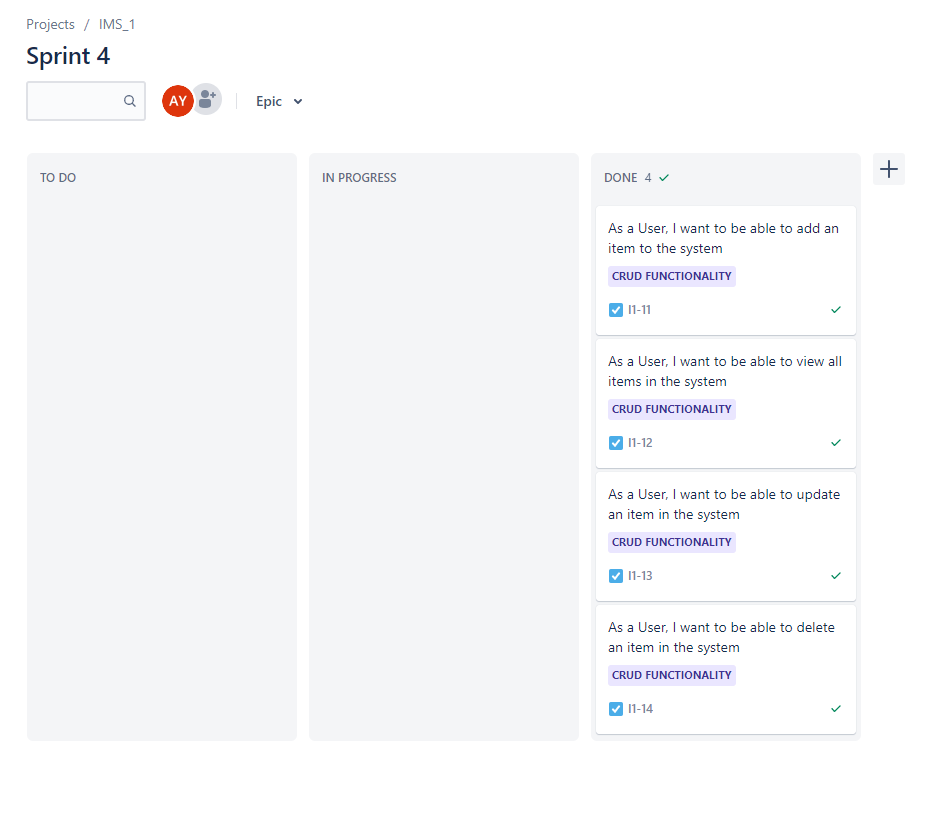 Projects / IMS_1
Sprint 4
AY
Epic
TO DO
IN PROGRESS
DONE 4
As a User, I want to be able to add an
item to the system
CRUD FUNCTIONALITY
I1-11
As a User, I want to be able to view all
items in the system
CRUD FUNCTIONALITY
I1-12
As a User, I want to be able to update
an item in the system
CRUD FUNCTIONALITY
I1-13
As a User, I want to be able to delete
an item in the system
CRUD FUNCTIONALITY
I1-14